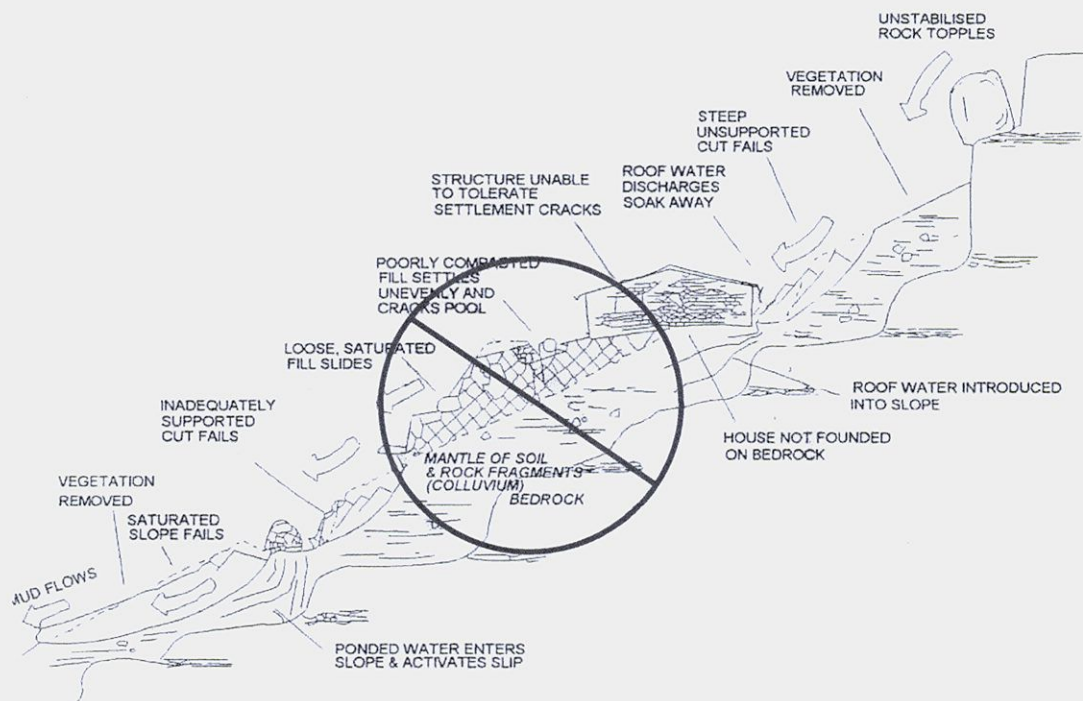 UNSTABILISED
ROCK TOPPLES
VEGETATION
REMOVED
STEEP
UNSUPPORTED
CUT FAILS
ROOF WATER
DISCHARGES
SOAK AWAY
STRUCTURE UNABLE
TO TOLERATE
SETTLEMENT CRACKS
POORLY COMPACTED
FILL SETTLES
UNEVENLY AND
CRACKS POOL
LOOSE, SATURATED
FILL SLIDES
INADEQUATELY
SUPPORTED
CUT FAILS
VEGETATION
REMOVED
SATURATED
SLOPE FAILS
MUD FLOWS
ROOF WATER INTRODUCED
INTO SLOPE
HOUSE NOT FOUNDED
ON BEDROCK
MANTLE OF SOIL
& ROCK FRAGMENTS
(COLLUVIUM)
BEDROCK
PONDED WATER ENTERS
SLOPE & ACTIVATES SLIP